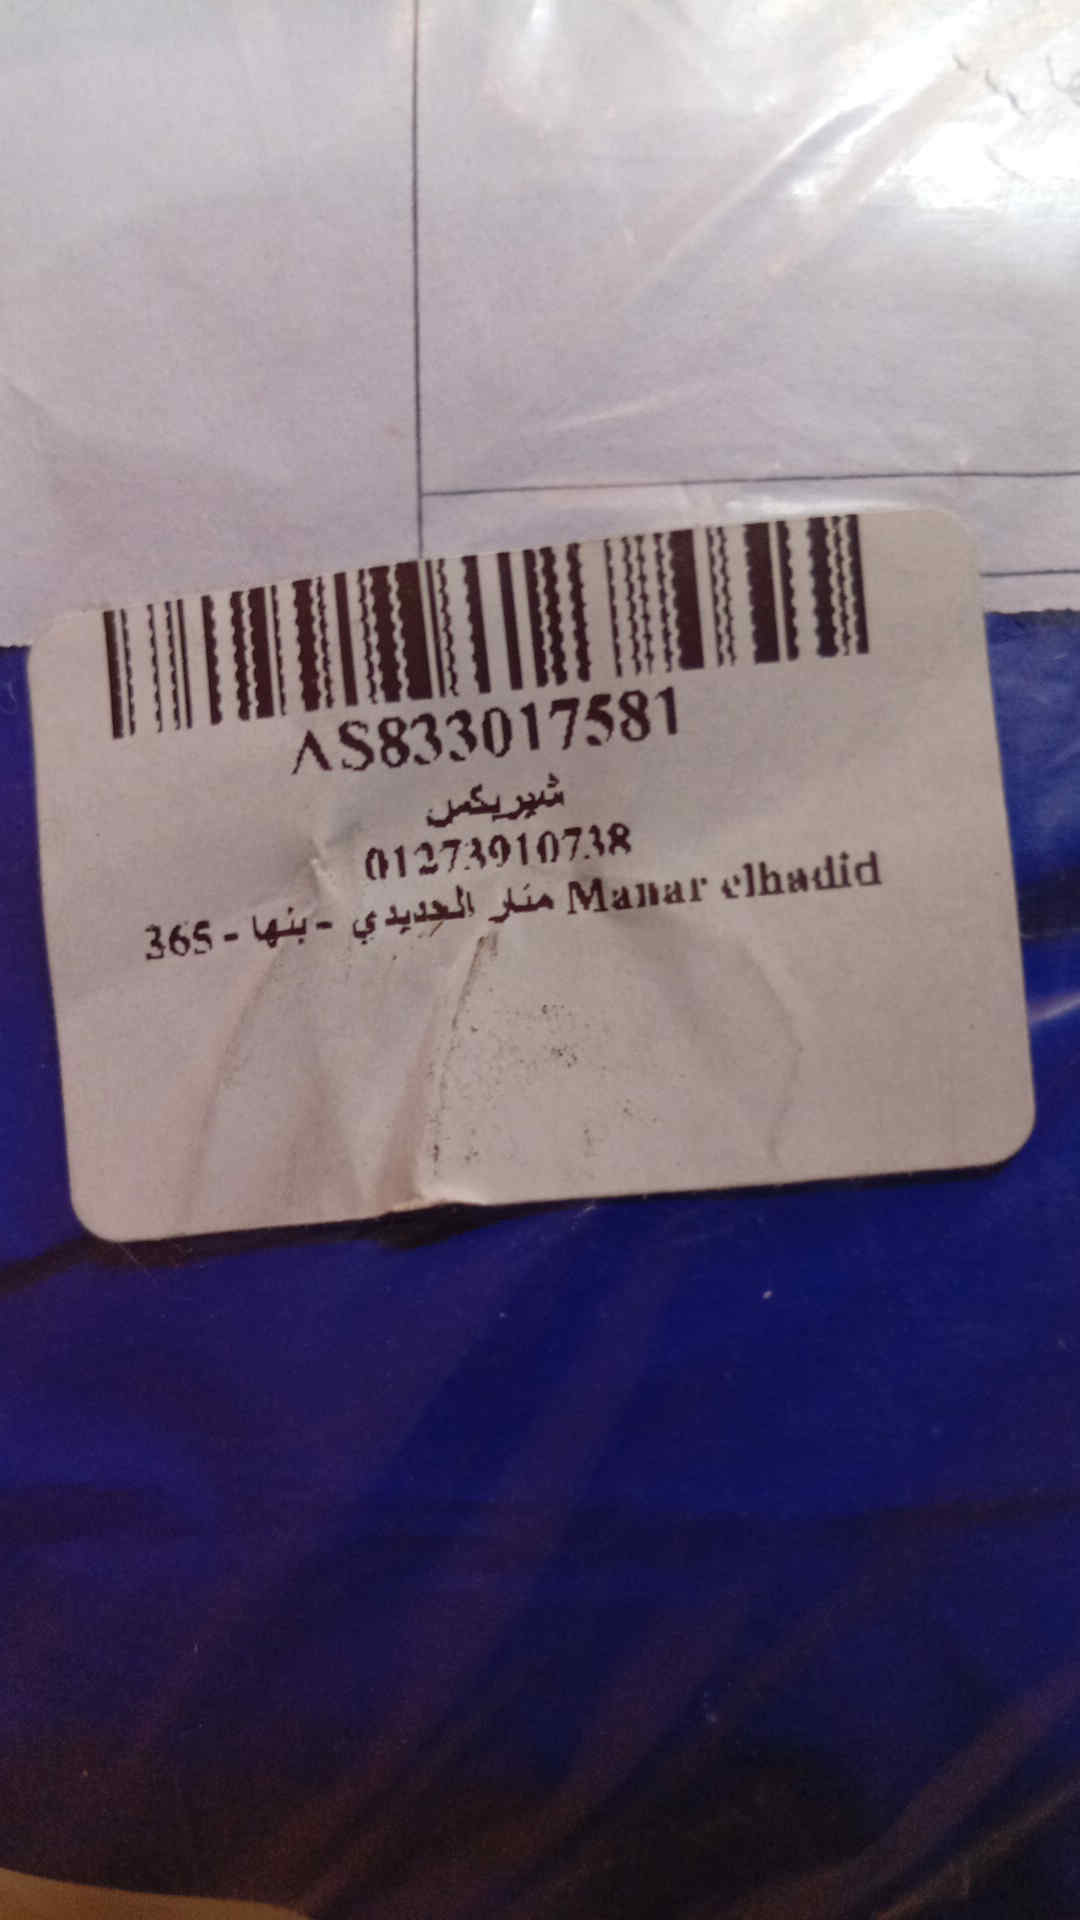 AS833017581
شيريكس
01273910738
365 - بنها - منار الحديدي Manar elhadid